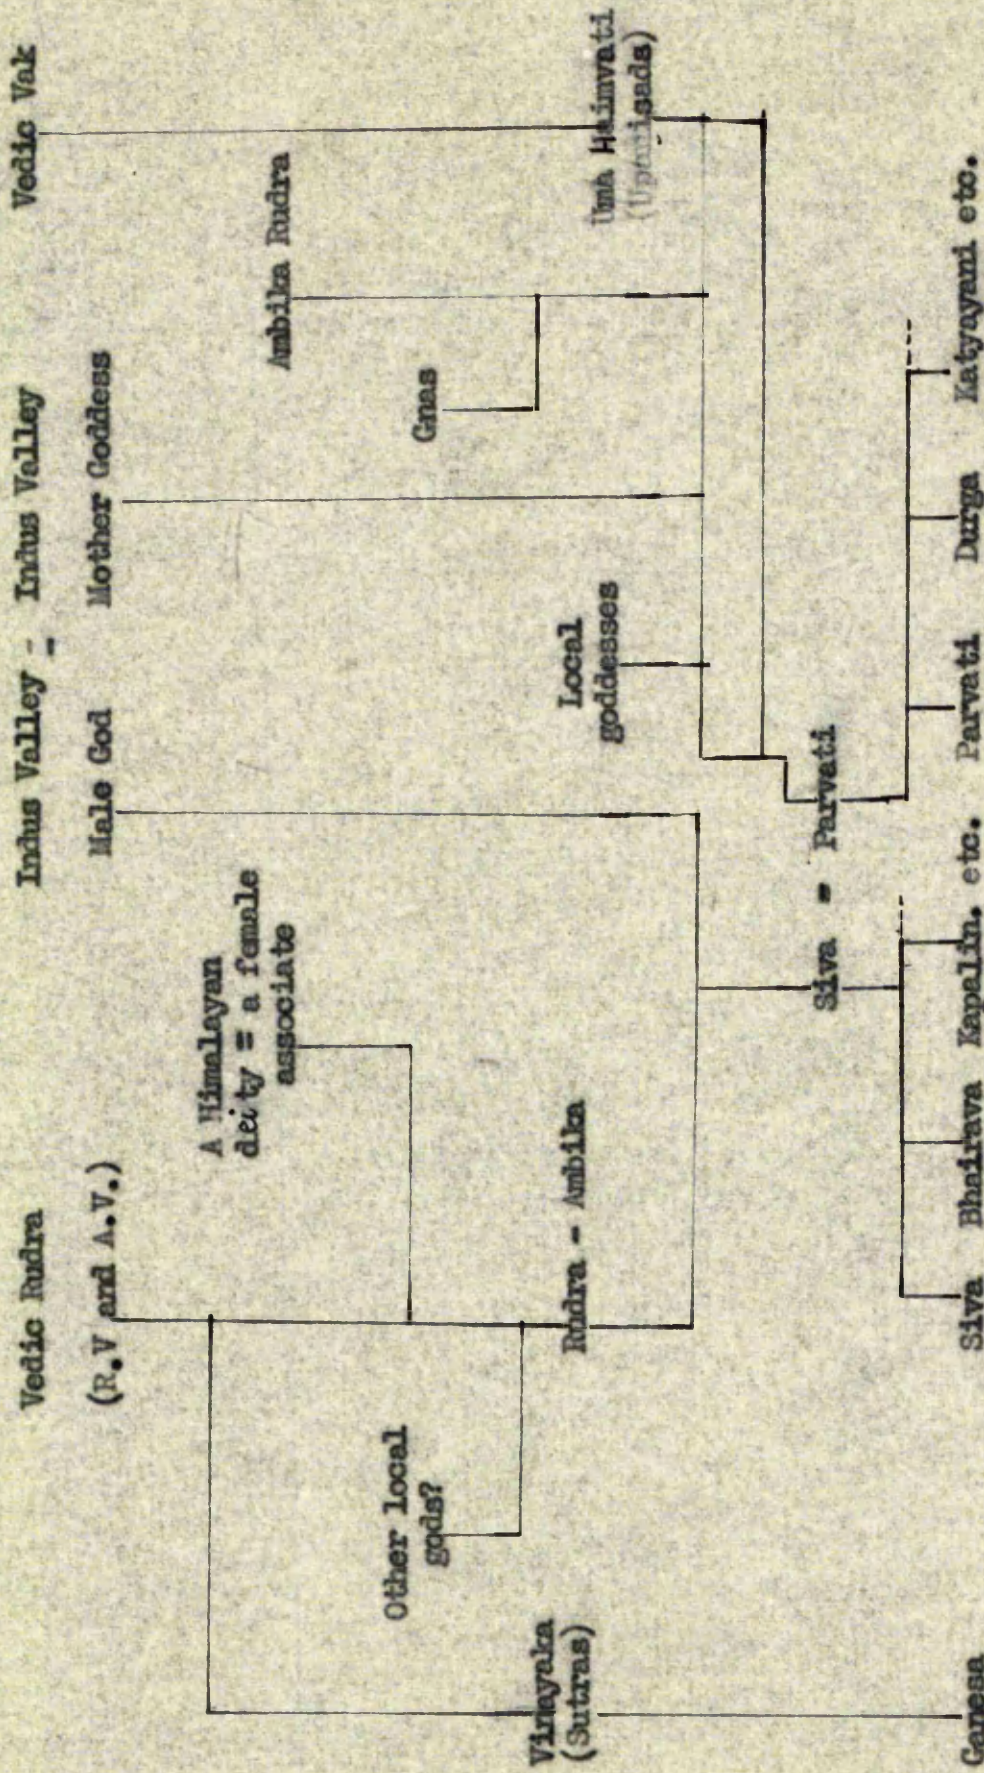 Vedic Rudra
(R.V and A.V.)
Indus Valley - Indus Valley
Male God
Mother Goddess
Vedic Vak
A Himalayan
deity = a female
associate
Ambika Rudra
Other local
gods?
Gnas
Vinayaka
(Sutras)
Rudra - Ambika
Local
goddesses
Uma Haimvati
(Upanisads)
Siva = Parvati
Ganesa
Siva Bhairava Kapalin. etc.
Parvati Durga Katyayani etc.